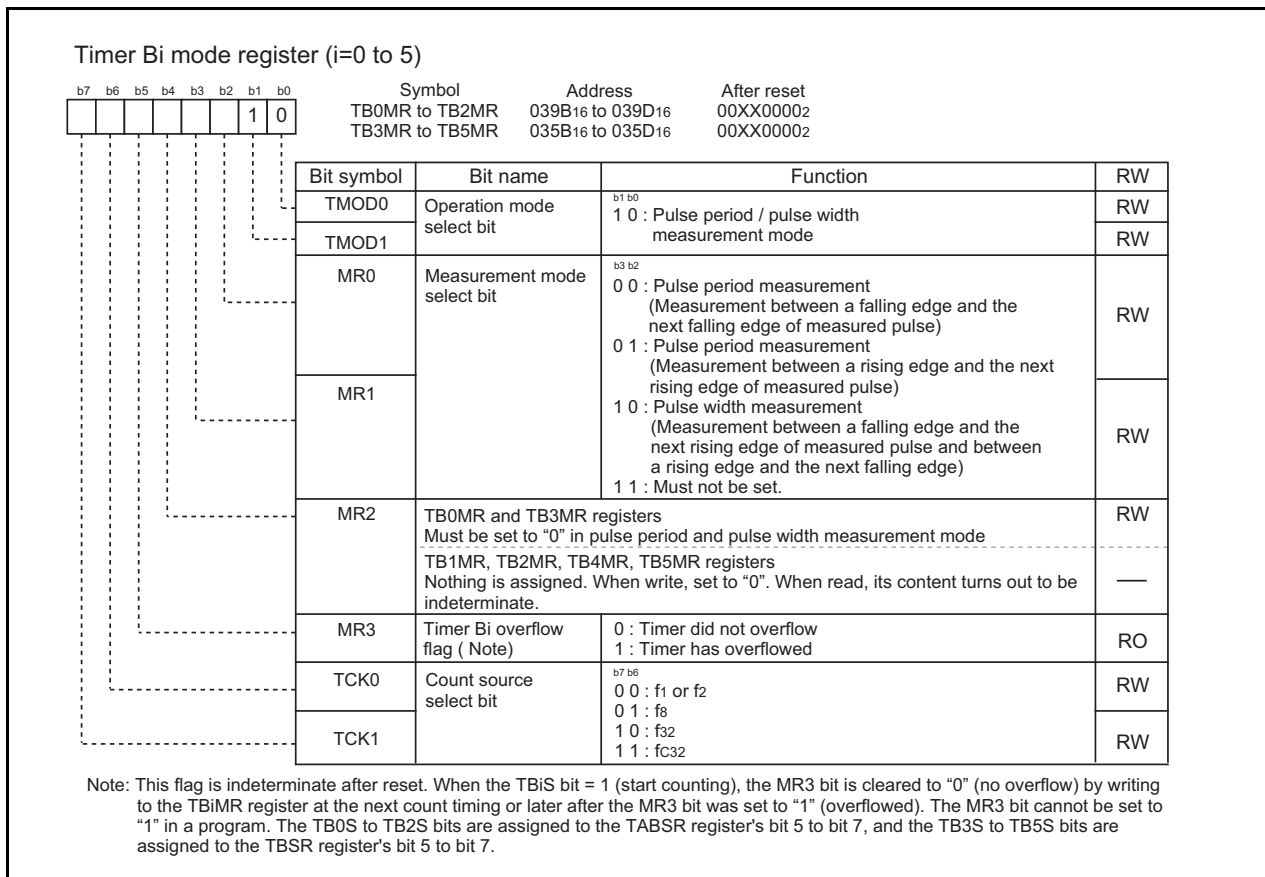 Timer Bi mode register (i=0 to 5)
b7 b6 b5 b4 b3 b2 b1 b0
1 0
Symbol Address After reset
TB0MR to TB2MR 039B16 to 039D16 00XX00002
TB3MR to TB5MR 035B16 to 035D16 00XX00002
Bit symbol Bit name Function RW
TMOD0 Operation mode select bit RW
TMOD1 RW
b1 b0
1 0 : Pulse period / pulse width
measurement mode
MR0 Measurement mode select bit RW
MR1 RW
b3 b2
0 0 : Pulse period measurement
(Measurement between a falling edge and the
next falling edge of measured pulse)
0 1 : Pulse period measurement
(Measurement between a rising edge and the next
rising edge of measured pulse)
1 0 : Pulse width measurement
(Measurement between a falling edge and the
next rising edge of measured pulse and between
a rising edge and the next falling edge)
1 1 : Must not be set.
MR2 TB0MR and TB3MR registers RW
Must be set to “0” in pulse period and pulse width measurement mode
TB1MR, TB2MR, TB4MR, TB5MR registers
Nothing is assigned. When write, set to “0”. When read, its content turns out to be —
indeterminate.
MR3 Timer Bi overflow 0 : Timer did not overflow RO
flag ( Note) 1 : Timer has overflowed
TCK0 Count source select bit RW
TCK1 RW
b7 b6
0 0 : f1 or f2
0 1 : f8
1 0 : f32
1 1 : fC32
Note: This flag is indeterminate after reset. When the TBiS bit = 1 (start counting), the MR3 bit is cleared to “0” (no overflow) by writing
to the TBiMR register at the next count timing or later after the MR3 bit was set to “1” (overflowed). The MR3 bit cannot be set to
“1” in a program. The TB0S to TB2S bits are assigned to the TABSR register's bit 5 to bit 7, and the TB3S to TB5S bits are
assigned to the TBSR register's bit 5 to bit 7.